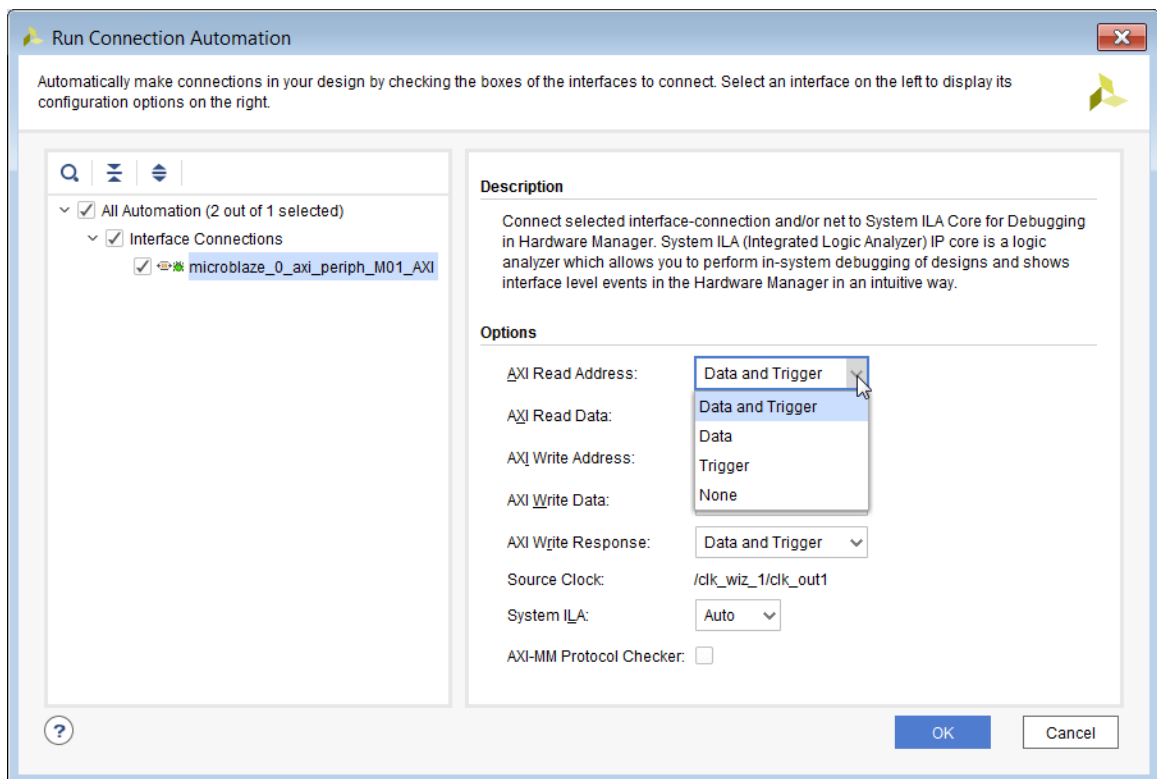 Run Connection Automation
Automatically make connections in your design by checking the boxes of the interfaces to connect. Select an interface on the left to display its
configuration options on the right.
All Automation (2 out of 1 selected)
Interface Connections
microblaze_0_axi_periph_M01_AXI
Description
Connect selected interface-connection and/or net to System ILA Core for Debugging
in Hardware Manager. System ILA (Integrated Logic Analyzer) IP core is a logic
analyzer which allows you to perform in-system debugging of designs and shows
interface level events in the Hardware Manager in an intuitive way.
Options
AXI Read Address: Data and Trigger
Data and Trigger
AXI Read Data:
Data
AXI Write Address:
Trigger
None
AXI Write Data:
AXI Write Response: Data and Trigger
Source Clock: /clk_wiz_1/clk_out1
System ILA: Auto
AXI-MM Protocol Checker:
?
OK Cancel